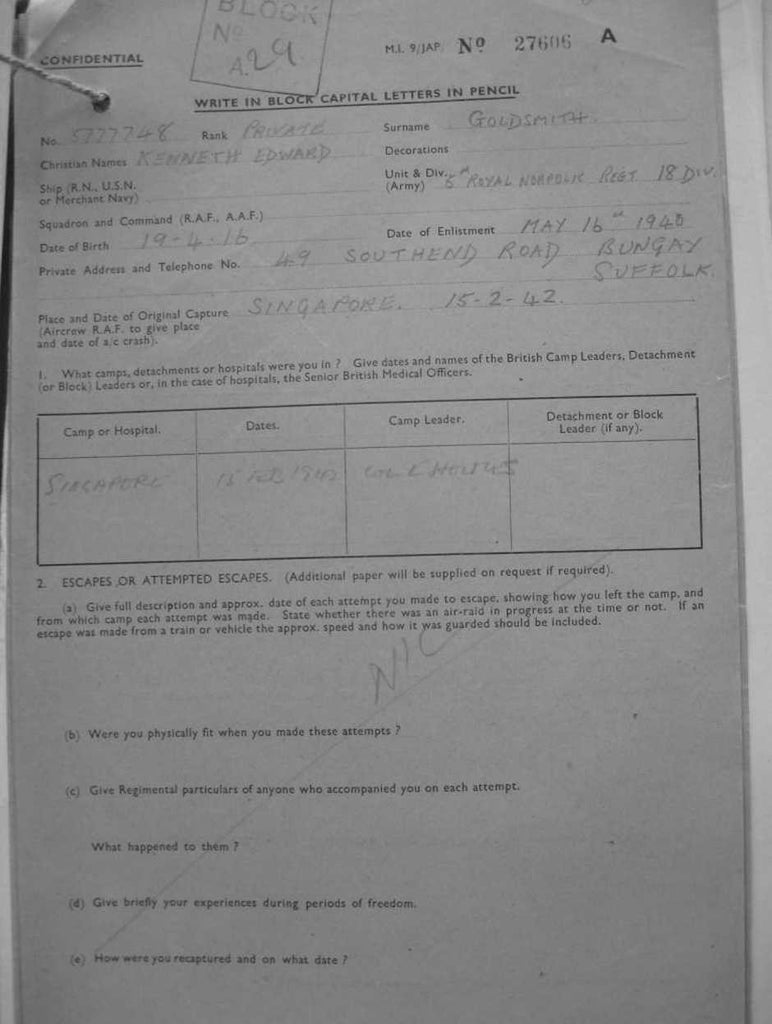 BLOCK
Nº
A.29
CONFIDENTIAL
M.I. 9/JAP. Nº 27606 A
WRITE IN BLOCK CAPITAL LETTERS IN PENCIL
No. 5777748 Rank PRIVATE Surname GOLDSMITH.
Christian Names KENNETH EDWARD Decorations
Ship (R.N., U.S.N. or Merchant Navy)
Unit & Div. (Army) 5th ROYAL NORFOLK REGT 18 DIV.
Squadron and Command (R.A.F., A.A.F.)
Date of Birth 19-4-16 Date of Enlistment MAY 16th 1940
Private Address and Telephone No. 49 SOUTHEND ROAD BUNGAY
SUFFOLK.
Place and Date of Original Capture SINGAPORE. 15-2-42.
(Aircrew R.A.F. to give place
and date of a/c crash).
1. What camps, detachments or hospitals were you in ? Give dates and names of the British Camp Leaders, Detachment
(or Block) Leaders or, in the case of hospitals, the Senior British Medical Officers.
Camp or Hospital. Dates. Camp Leader. Detachment or Block
Leader (if any).
SINGAPORE 15 FEB 1942 COL HOLMES
2. ESCAPES OR ATTEMPTED ESCAPES. (Additional paper will be supplied on request if required).
(a) Give full description and approx. date of each attempt you made to escape, showing how you left the camp, and
from which camp each attempt was made. State whether there was an air-raid in progress at the time or not. If an
escape was made from a train or vehicle the approx. speed and how it was guarded should be included.
NIL
(b) Were you physically fit when you made these attempts ?
(c) Give Regimental particulars of anyone who accompanied you on each attempt.
What happened to them ?
(d) Give briefly your experiences during periods of freedom.
(e) How were you recaptured and on what date ?